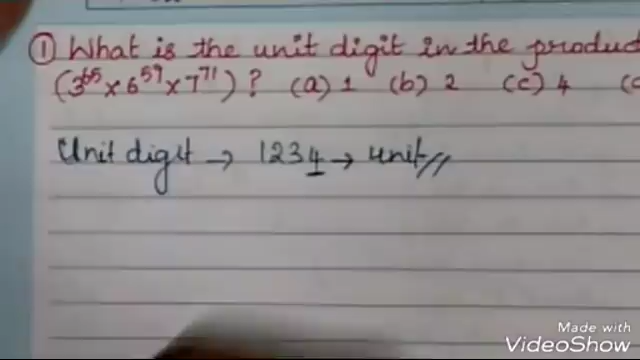 ① What is the unit digit in the product
(3⁶⁵ x 6⁵⁹ x 7⁷¹) ? (a) 1 (b) 2 (c) 4
Unit digit → 1234 → unit //
Made with
VideoShow